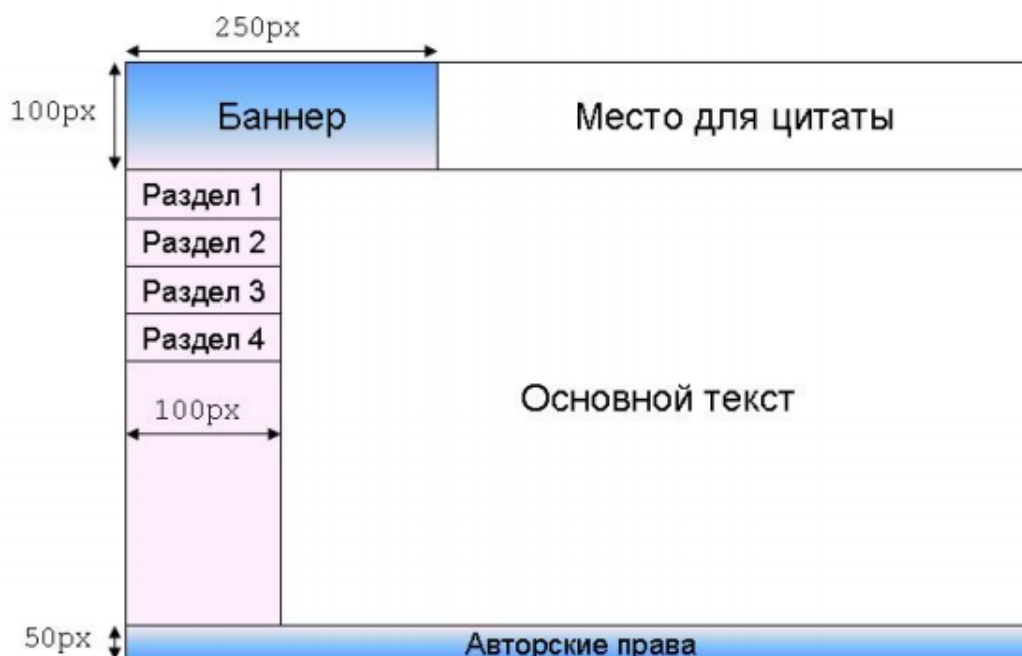 250px
100px
Баннер
Место для цитаты
Раздел 1
Раздел 2
Раздел 3
Раздел 4
100px
Основной текст
50px
Авторские права